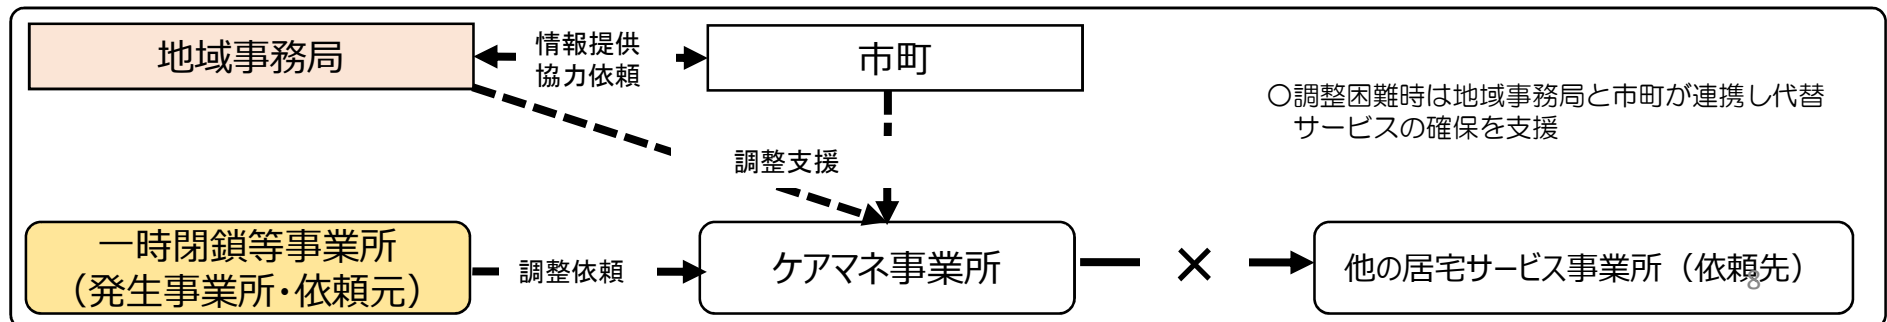 地域事務局
情報提供
協力依頼
市町
〇調整困難時は地域事務局と市町が連携し代替
サービスの確保を支援
調整支援
一時閉鎖等事業所
（発生事業所・依頼元）
調整依頼
ケアマネ事業所
×
他の居宅サービス事業所（依頼先）
8